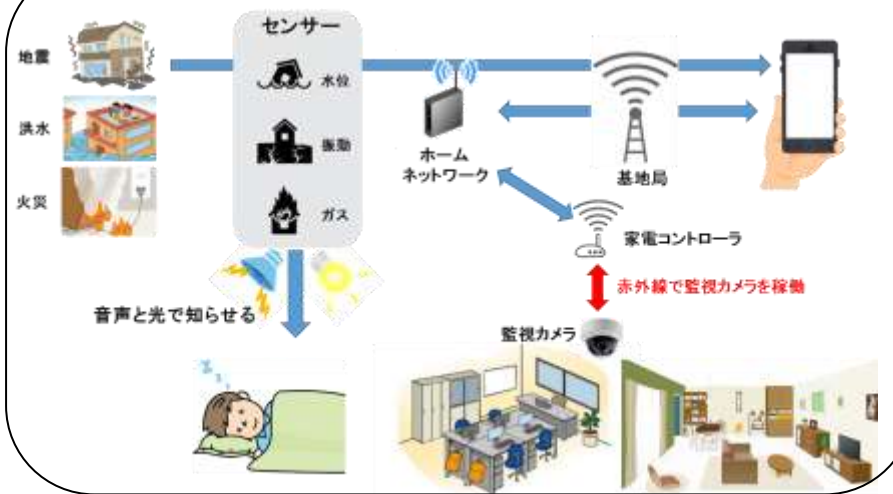 センサー
地震
水位
洪水
振動
ホーム
ネットワーク
基地局
火災
ガス
家電コントローラ
赤外線で監視カメラを稼働
音声と光で知らせる
監視カメラ